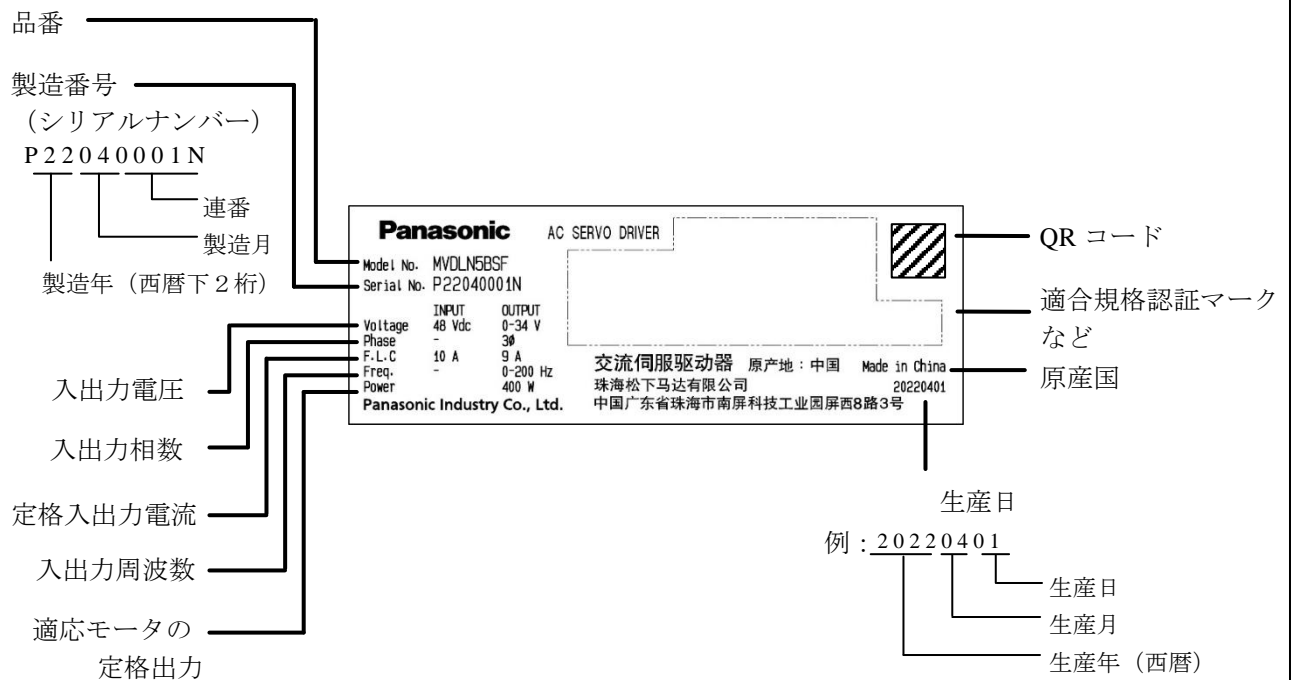 品番
製造番号
（シリアルナンバー）
P22040001N
連番
製造月
製造年（西暦下２桁）
入出力電圧
入出力相数
定格入出力電流
入出力周波数
適応モータの
定格出力
Panasonic AC SERVO DRIVER
Model No. MVDLN5BSF
Serial No. P22040001N
INPUT OUTPUT
Voltage 48 Vdc 0-34 V
Phase - 3Ø
F.L.C 10 A 9 A
Freq. - 0-200 Hz
Power 400 W
Panasonic Industry Co., Ltd.
交流伺服驱动器 原产地：中国 Made in China
珠海松下马达有限公司 20220401
中国广东省珠海市南屏科技工业园屏西8路3号
QR コード
適合規格認証マーク
など
原産国
生産日
例：20220401
生産日
生産月
生産年（西暦）